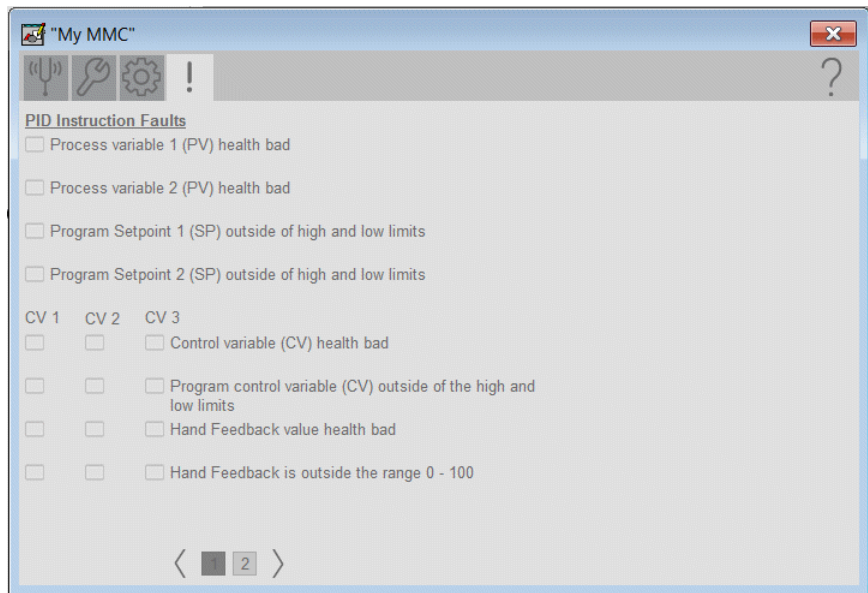 "My MMC"
PID Instruction Faults
Process variable 1 (PV) health bad
Process variable 2 (PV) health bad
Program Setpoint 1 (SP) outside of high and low limits
Program Setpoint 2 (SP) outside of high and low limits
CV 1 CV 2 CV 3
Control variable (CV) health bad
Program control variable (CV) outside of the high and
low limits
Hand Feedback value health bad
Hand Feedback is outside the range 0 - 100
1 2